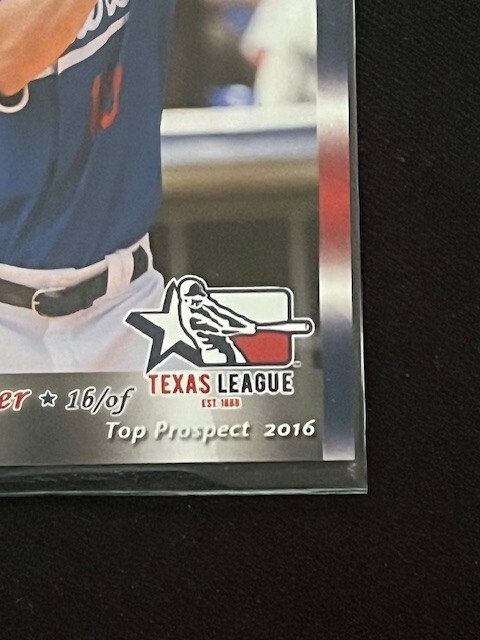 er ★ 16/of
TEXAS LEAGUE
EST. 1888
Top Prospect 2016